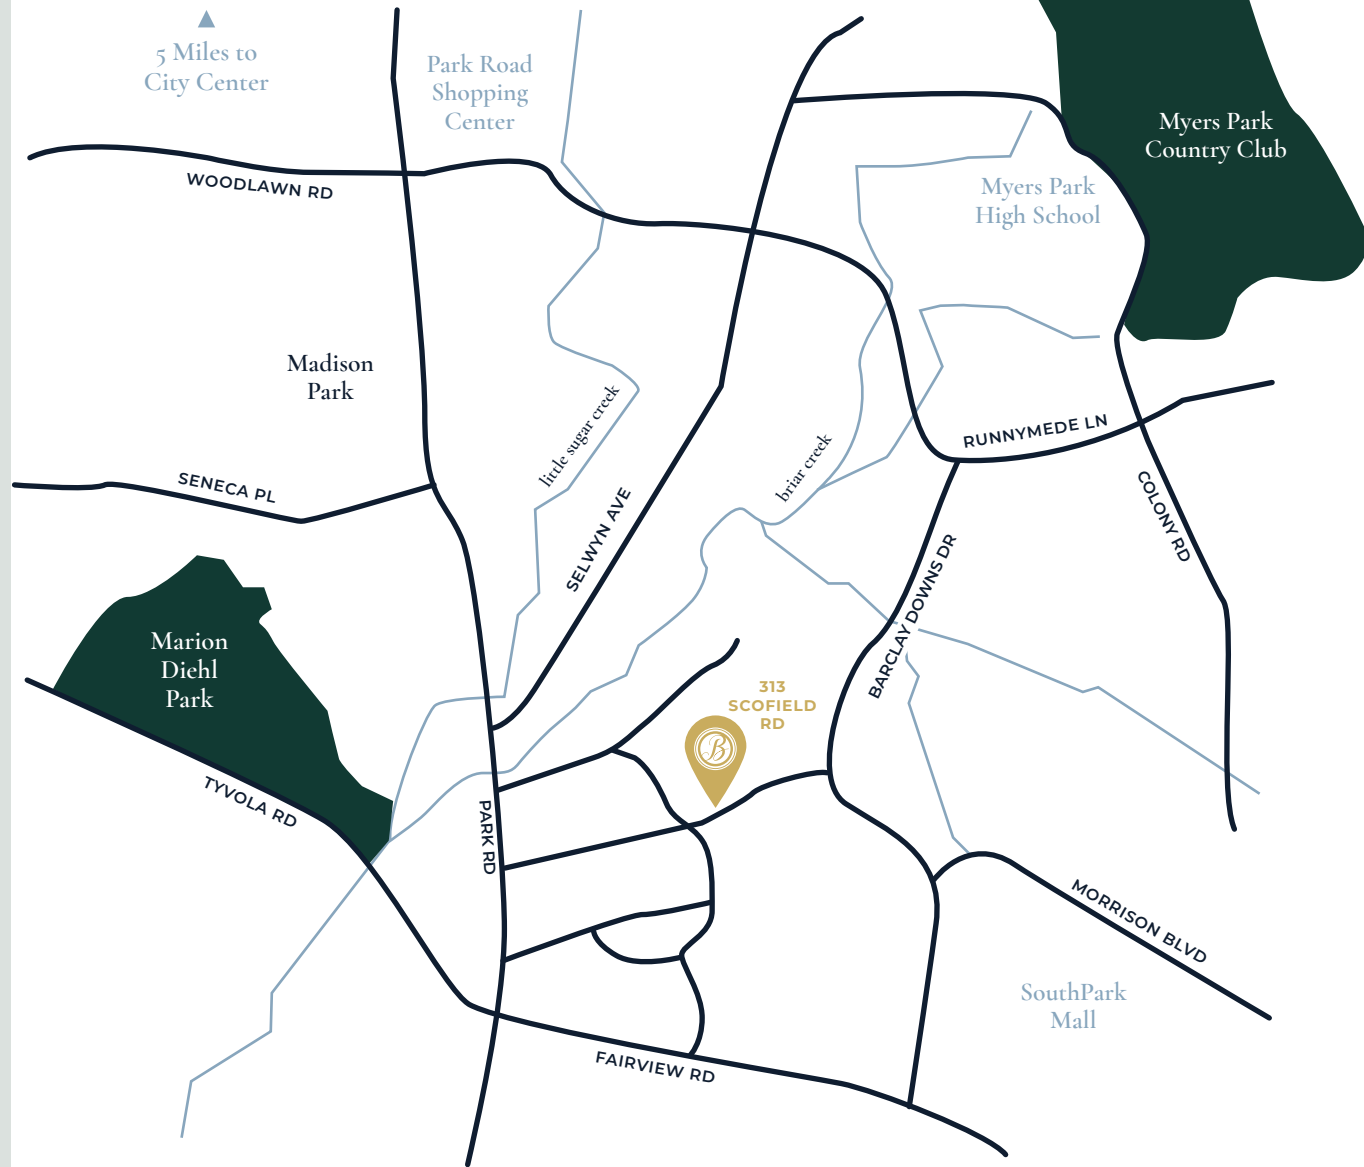 5 Miles to
City Center
Park Road
Shopping
Center
Myers Park
Country Club
WOODLAWN RD
Myers Park
High School
Madison
Park
little sugar creek
briar creek
RUNNYMEDE LN
SENECA PL
SELWYN AVE
COLONY RD
BARCLAY DOWNS DR
Marion
Diehl
Park
313
SCOFIELD
RD
B
TYVOLA RD
PARK RD
MORRISON BLVD
SouthPark
Mall
FAIRVIEW RD